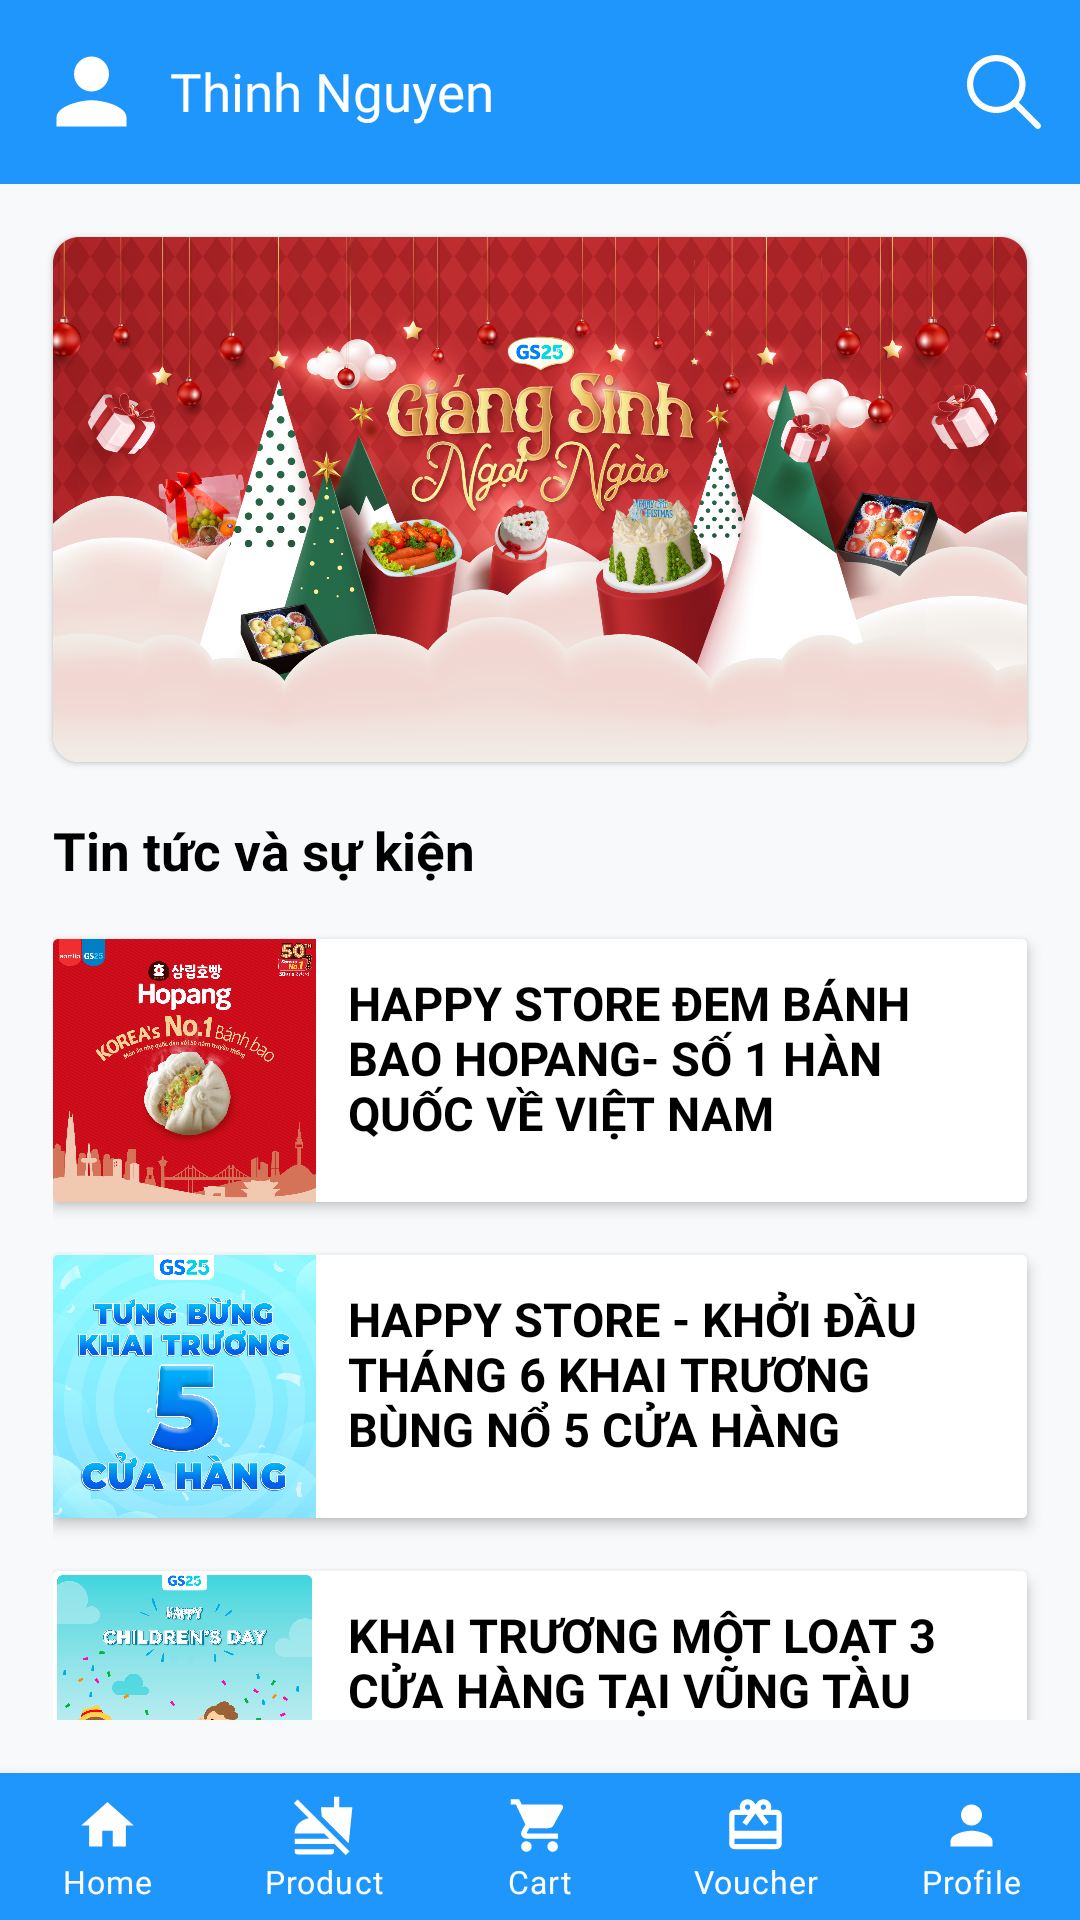 Thinh Nguyen
GS25
Giáng Sinh
Ngọt Ngào
Tin tức và sự kiện
GS25
50TH
No.1
삼립호빵
Hopang
KOREA's No.1 Bánh bao
HAPPY STORE ĐEM BÁNH
BAO HOPANG- SỐ 1 HÀN
QUỐC VỀ VIỆT NAM
GS25
TƯNG BỪNG
KHAI TRƯƠNG
5
CỬA HÀNG
HAPPY STORE - KHỞI ĐẦU
THÁNG 6 KHAI TRƯƠNG
BÙNG NỔ 5 CỬA HÀNG
GS25
HAPPY
CHILDREN'S DAY
KHAI TRƯƠNG MỘT LOẠT 3
CỬA HÀNG TẠI VŨNG TÀU
Home
Product
Cart
Voucher
Profile